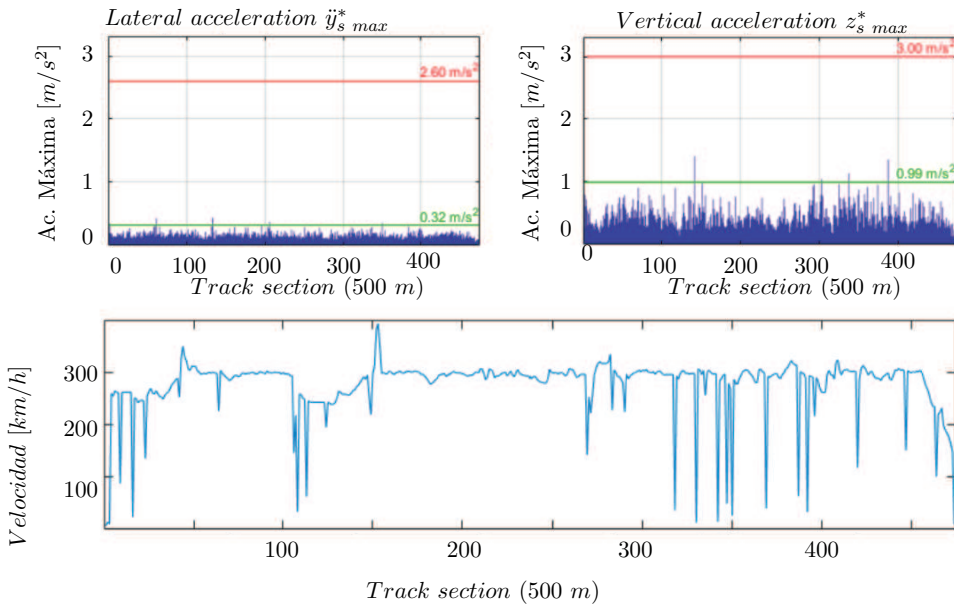 Lateral acceleration ÿ*s max
Ac. Máxima [m/s²]
3
2
1
0
2.60 m/s²
0.32 m/s²
0 100 200 300 400
Track section (500 m)
Vertical acceleration z*s max
Ac. Máxima [m/s²]
3
2
1
0
3.00 m/s²
0.99 m/s²
0 100 200 300 400
Track section (500 m)
Velocidad [km/h]
300
200
100
100 200 300 400
Track section (500 m)